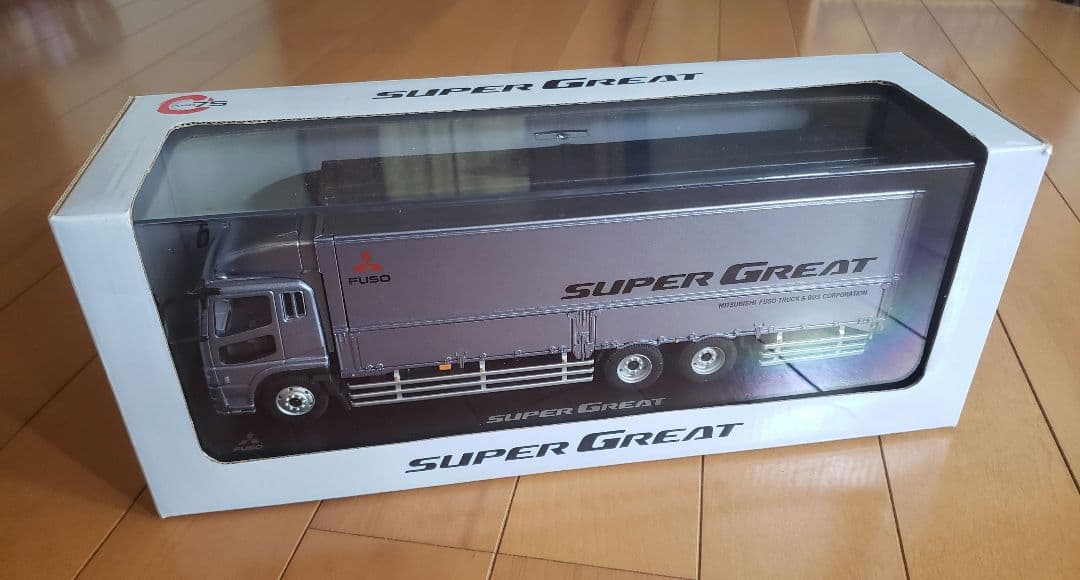 SUPER GREAT
FUSO
SUPER GREAT
MITSUBISHI FUSO TRUCK & BUS CORPORATION
SUPER GREAT
FUSO
SUPER GREAT